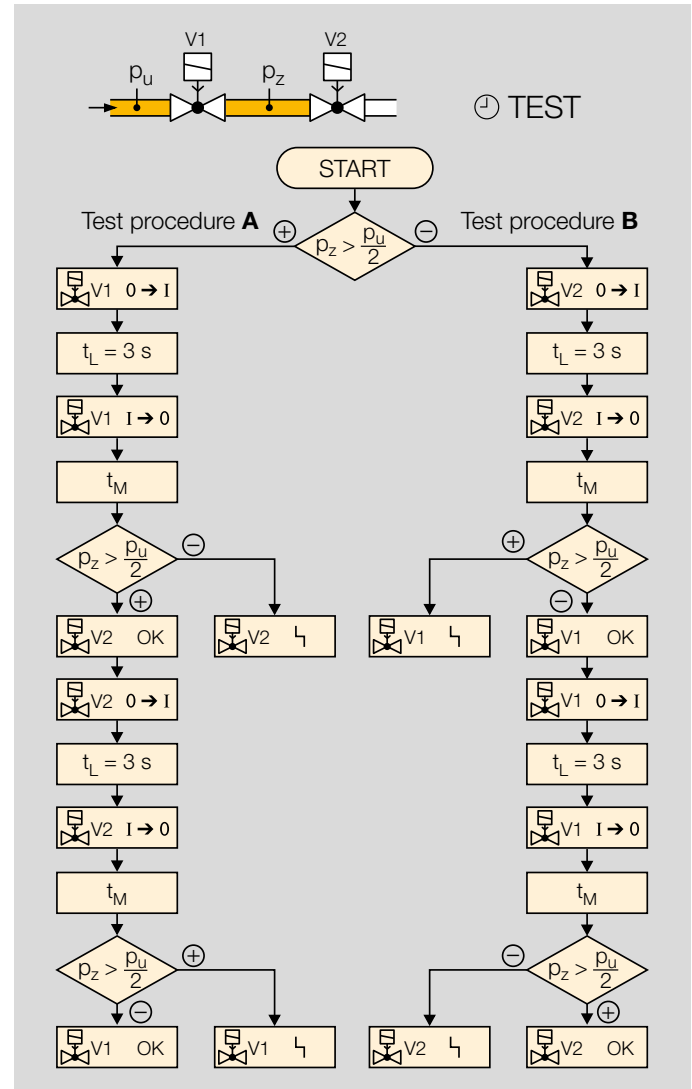 V1 V2
pu pz
TEST
START
Test procedure A + pz > pu/2 − Test procedure B
V1 0 ➔ I V2 0 ➔ I
tL = 3 s tL = 3 s
V1 I ➔ 0 V2 I ➔ 0
tM tM
pz > pu/2 − + pz > pu/2
+ −
V2 OK V2 V1 V1 OK
V2 0 ➔ I V1 0 ➔ I
tL = 3 s tL = 3 s
V2 I ➔ 0 V1 I ➔ 0
tM tM
pz > pu/2 + − pz > pu/2
− +
V1 OK V1 V2 V2 OK